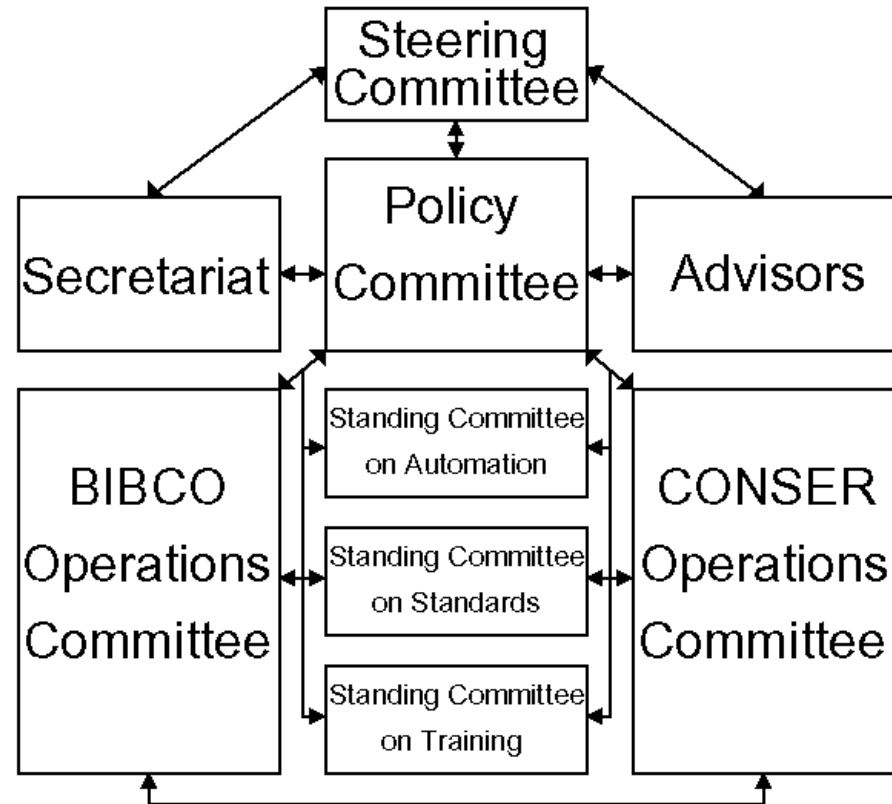 Steering
Committee
Policy
Committee
Secretariat
Advisors
BIBCO
Operations
Committee
Standing Committee
on Automation
Standing Committee
on Standards
Standing Committee
on Training
CONSER
Operations
Committee